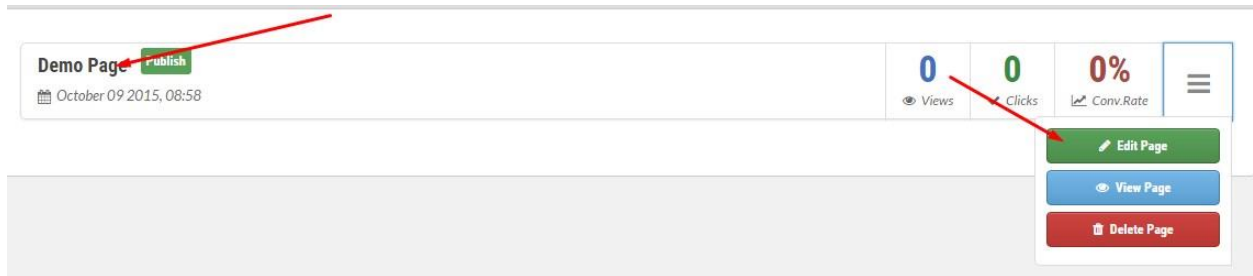 Demo Page Publish
October 09 2015, 08:58
0
Views
0
Clicks
0%
Conv.Rate
Edit Page
View Page
Delete Page